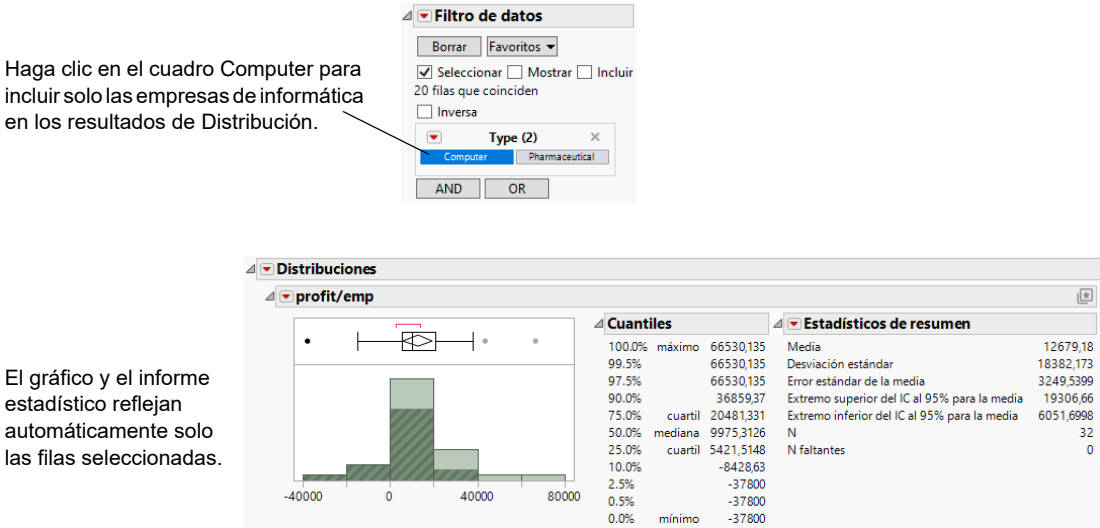 Filtro de datos
Borrar Favoritos
Seleccionar Mostrar Incluir
20 filas que coinciden
Inversa
Type (2)
Computer Pharmaceutical
AND OR
Haga clic en el cuadro Computer para
incluir solo las empresas de informática
en los resultados de Distribución.
Distribuciones
profit/emp
-40000 0 40000 80000
Cuantiles
100.0% máximo 66530,135
99.5% 66530,135
97.5% 66530,135
90.0% 36859,37
75.0% cuartil 20481,331
50.0% mediana 9975,3126
25.0% cuartil 5421,5148
10.0% -8428,63
2.5% -37800
0.5% -37800
0.0% mínimo -37800
Estadísticos de resumen
Media 12679,18
Desviación estándar 18382,173
Error estándar de la media 3249,5399
Extremo superior del IC al 95% para la media 19306,66
Extremo inferior del IC al 95% para la media 6051,6998
N 32
N faltantes 0
El gráfico y el informe
estadístico reflejan
automáticamente solo
las filas seleccionadas.